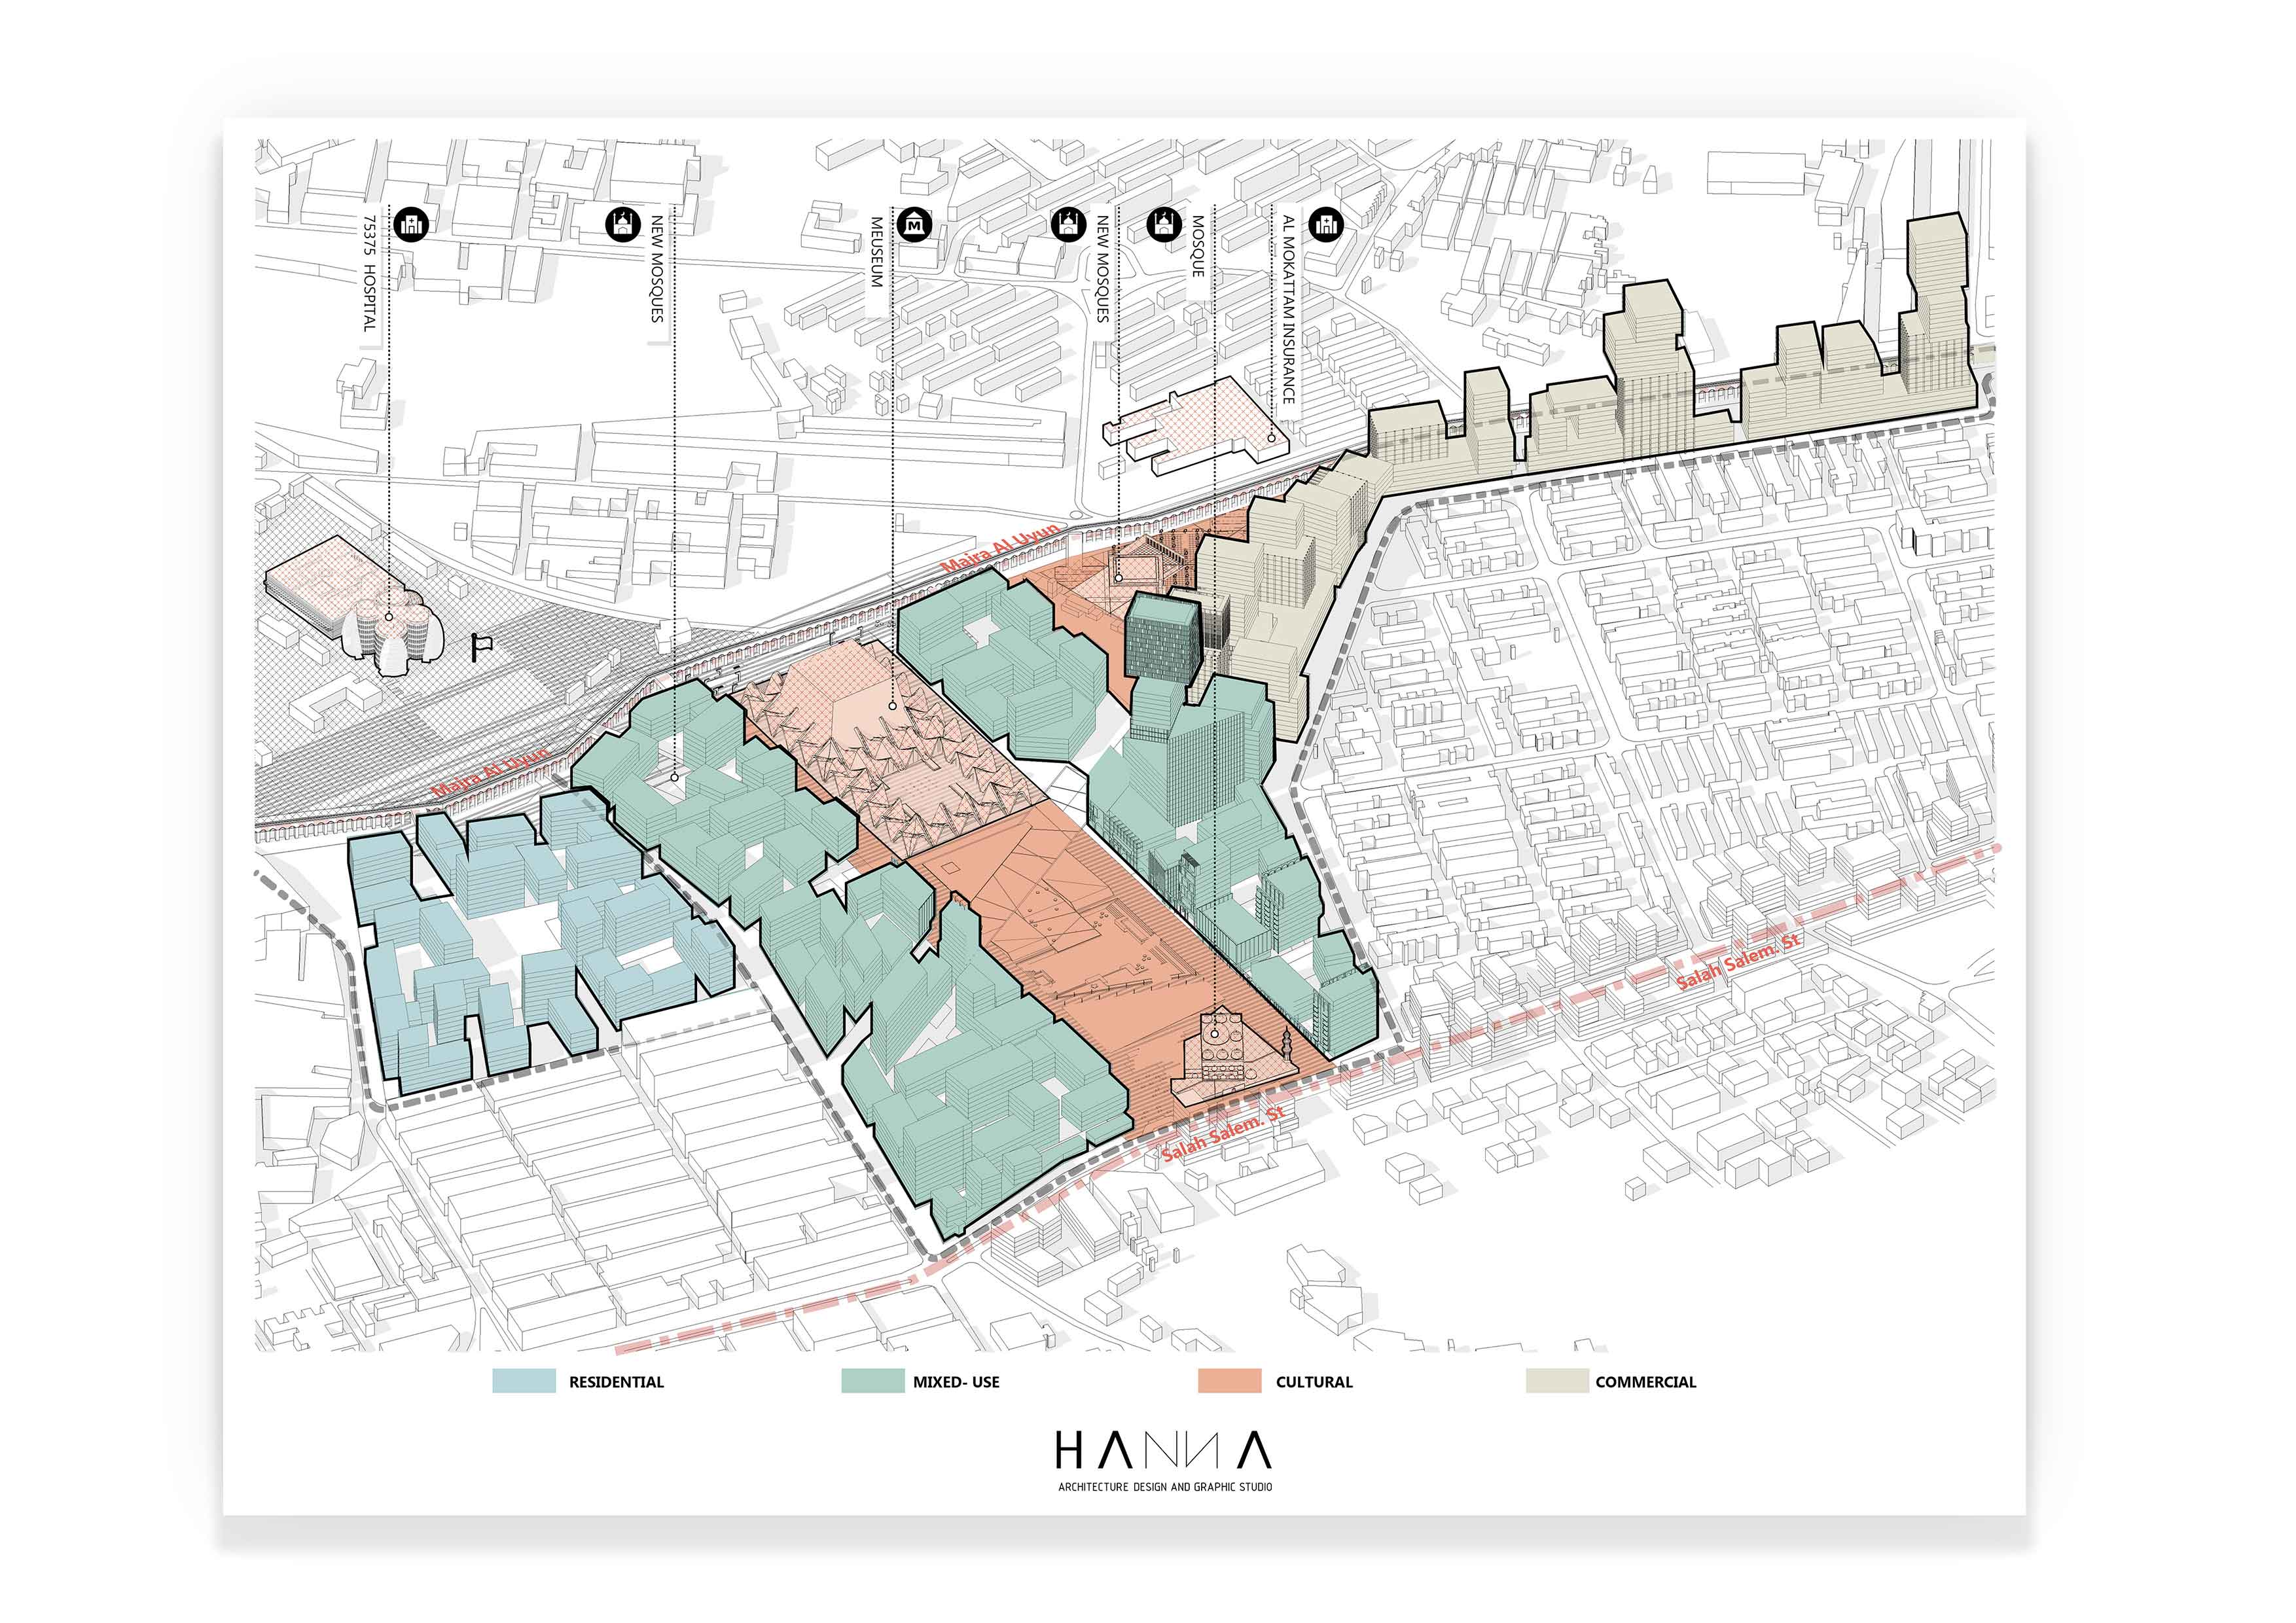 75375 HOSPITAL
NEW MOSQUES
MEUSEUM
M
NEW MOSQUES
MOSQUE
AL MOKATTAM INSURANCE
Majra Al Uyun
Majra Al Uyun
Salah Salem. St
Salah Salem. St
RESIDENTIAL
MIXED- USE
CULTURAL
COMMERCIAL
HANNA
ARCHITECTURE DESIGN AND GRAPHIC STUDIO